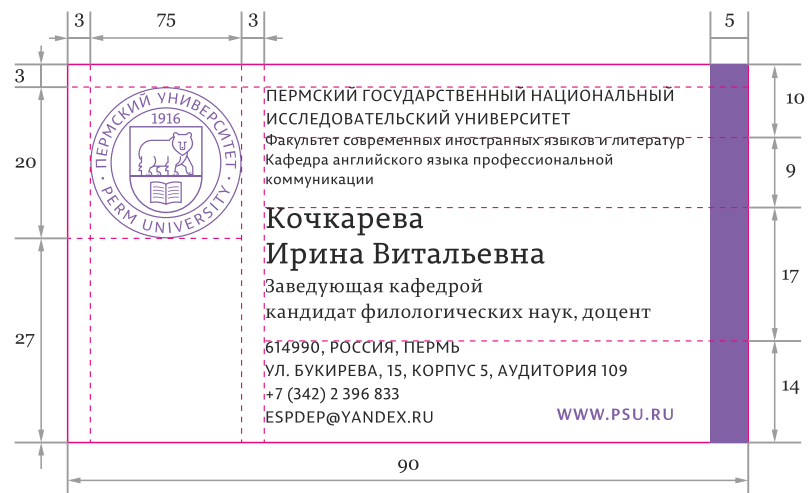 3
75
3
5
3
20
27
10
9
17
14
90
ПЕРМСКИЙ УНИВЕРСИТЕТ
1916
PERM UNIVERSITY
ПЕРМСКИЙ ГОСУДАРСТВЕННЫЙ НАЦИОНАЛЬНЫЙ
ИССЛЕДОВАТЕЛЬСКИЙ УНИВЕРСИТЕТ
Факультет современных иностранных языков и литератур
Кафедра английского языка профессиональной
коммуникации
Кочкарева
Ирина Витальевна
Заведующая кафедрой
кандидат филологических наук, доцент
614990, РОССИЯ, ПЕРМЬ
УЛ. БУКИРЕВА, 15, КОРПУС 5, АУДИТОРИЯ 109
+7 (342) 2 396 833
ESPDEP@YANDEX.RU
WWW.PSU.RU